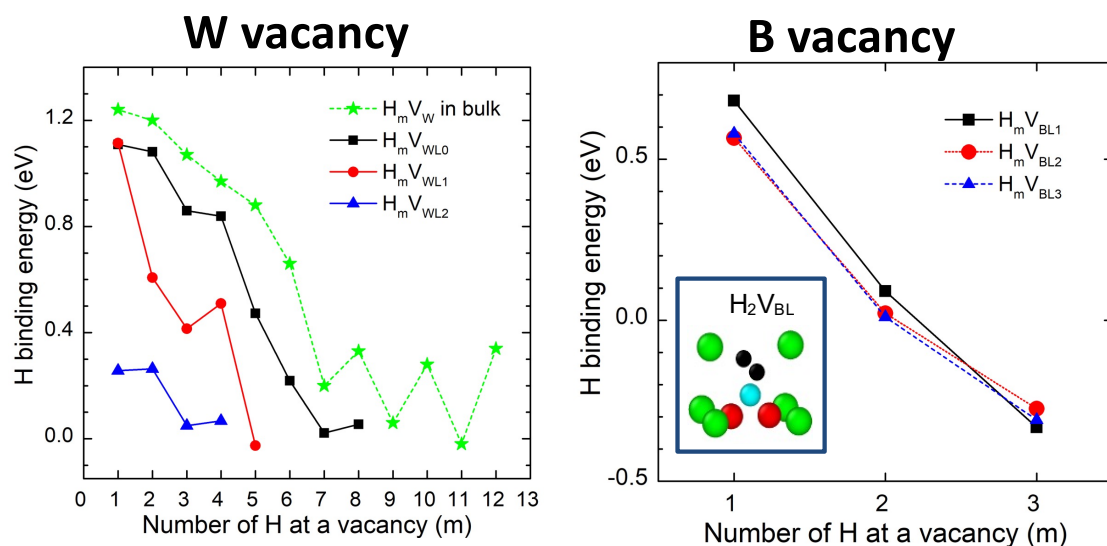 W vacancy
H binding energy (eV)
1.2
0.8
0.4
0.0
0 1 2 3 4 5 6 7 8 9 10 11 12 13
Number of H at a vacancy (m)
HmVW in bulk
HmVWL0
HmVWL1
HmVWL2
B vacancy
H binding energy (eV)
0.5
0.0
-0.5
1 2 3
Number of H at a vacancy (m)
HmVBL1
HmVBL2
HmVBL3
H2VBL